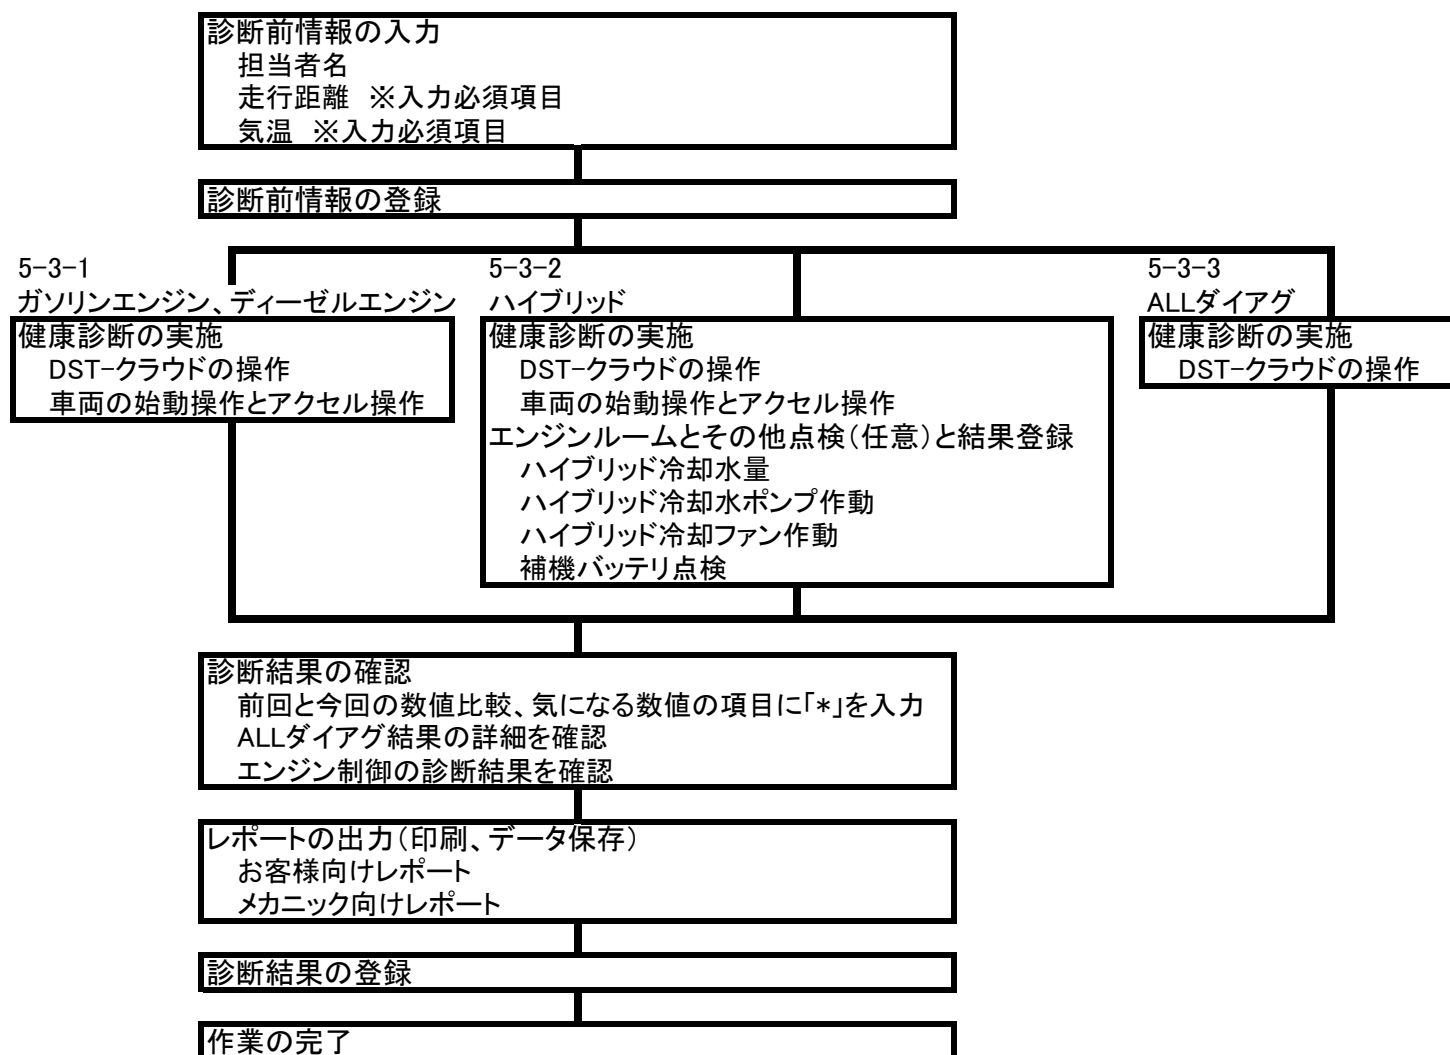 診断前情報の入力
担当者名
走行距離 ※入力必須項目
気温 ※入力必須項目
診断前情報の登録
5-3-1
ガソリンエンジン、ディーゼルエンジン
健康診断の実施
DST-クラウドの操作
車両の始動操作とアクセル操作
5-3-2
ハイブリッド
健康診断の実施
DST-クラウドの操作
車両の始動操作とアクセル操作
エンジンルームとその他点検(任意)と結果登録
ハイブリッド冷却水量
ハイブリッド冷却水ポンプ作動
ハイブリッド冷却ファン作動
補機バッテリ点検
5-3-3
ALLダイアグ
健康診断の実施
DST-クラウドの操作
診断結果の確認
前回と今回の数値比較、気になる数値の項目に「*」を入力
ALLダイアグ結果の詳細を確認
エンジン制御の診断結果を確認
レポートの出力(印刷、データ保存)
お客様向けレポート
メカニック向けレポート
診断結果の登録
作業の完了